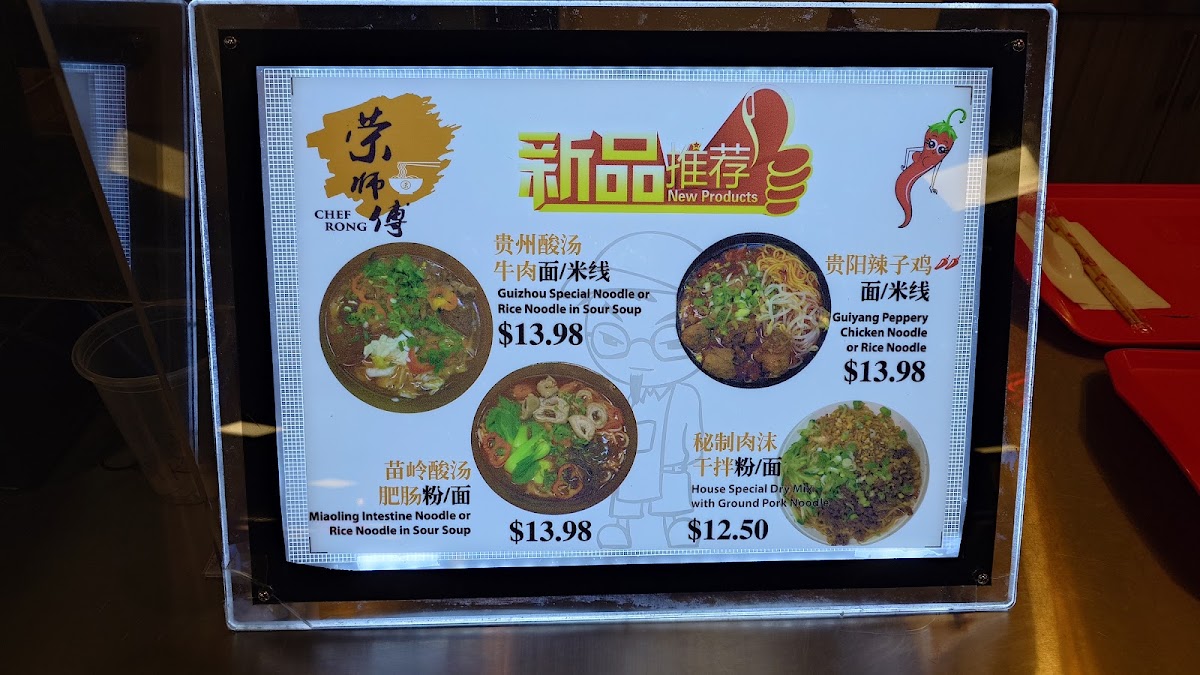 荣师傅
CHEF
RONG
新品推荐
New Products
贵州酸汤
牛肉面/米线
Guizhou Special Noodle or
Rice Noodle in Sour Soup
$13.98
贵阳辣子鸡
面/米线
Guiyang Peppery
Chicken Noodle
or Rice Noodle
$13.98
苗岭酸汤
肥肠粉/面
Miaoling Intestine Noodle or
Rice Noodle in Sour Soup
$13.98
秘制肉沫
干拌粉/面
House Special Dry Mix
with Ground Pork Noodle
$12.50